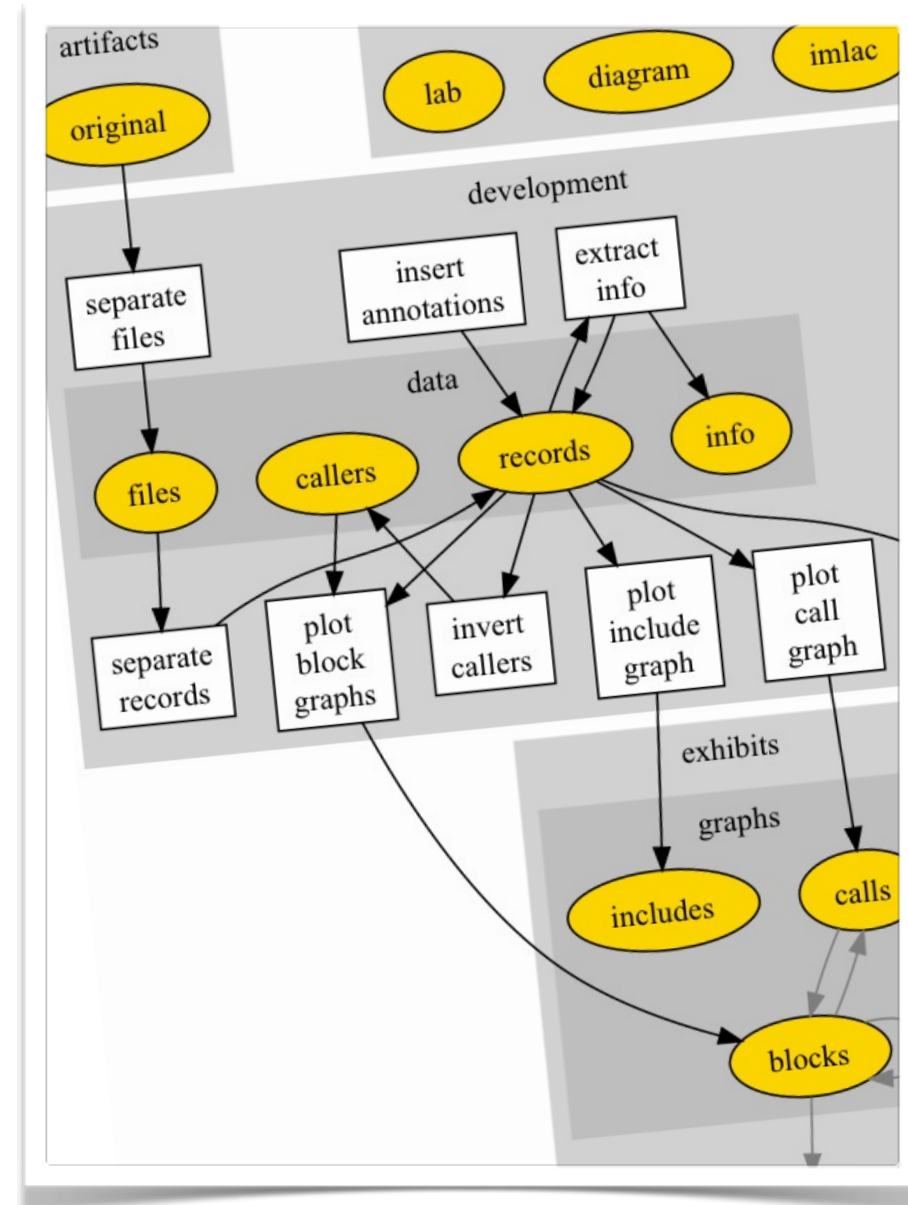 artifacts
original
lab
diagram
imlac
development
separate
files
insert
annotations
extract
info
data
files
callers
records
info
separate
records
plot
block
graphs
invert
callers
plot
include
graph
plot
call
graph
exhibits
graphs
includes
calls
blocks